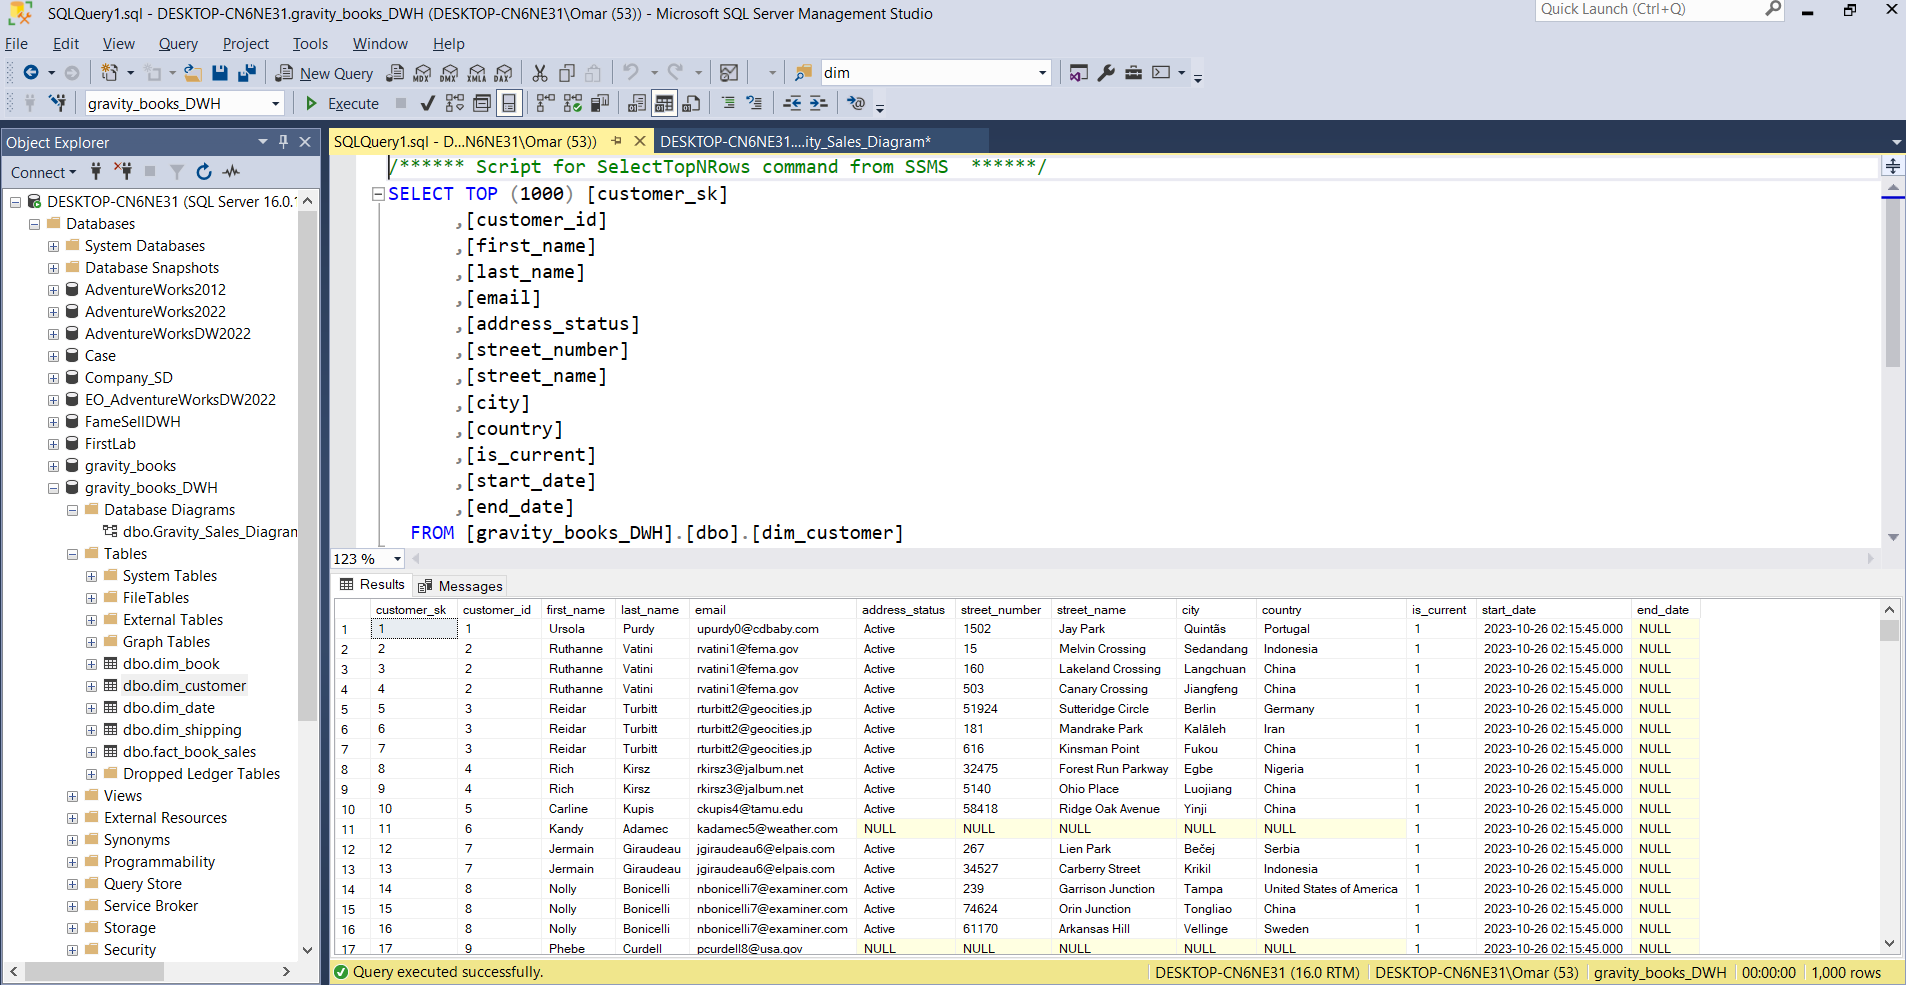 SQLQuery1.sql - DESKTOP-CN6NE31.gravity_books_DWH (DESKTOP-CN6NE31\Omar (53)) - Microsoft SQL Server Management Studio
Quick Launch (Ctrl+Q)
File Edit View Query Project Tools Window Help
New Query MDX DMX XMLA DAX dim
gravity_books_DWH Execute
Object Explorer
Connect
DESKTOP-CN6NE31 (SQL Server 16.0.1
Databases
System Databases
Database Snapshots
AdventureWorks2012
AdventureWorks2022
AdventureWorksDW2022
Case
Company_SD
EO_AdventureWorksDW2022
FameSellDWH
FirstLab
gravity_books
gravity_books_DWH
Database Diagrams
dbo.Gravity_Sales_Diagram
Tables
System Tables
FileTables
External Tables
Graph Tables
dbo.dim_book
dbo.dim_customer
dbo.dim_date
dbo.dim_shipping
dbo.fact_book_sales
Dropped Ledger Tables
Views
External Resources
Synonyms
Programmability
Query Store
Service Broker
Storage
Security
SQLQuery1.sql - D...N6NE31\Omar (53)) DESKTOP-CN6NE31....ity_Sales_Diagram*
/****** Script for SelectTopNRows command from SSMS ******/
SELECT TOP (1000) [customer_sk]
,[customer_id]
,[first_name]
,[last_name]
,[email]
,[address_status]
,[street_number]
,[street_name]
,[city]
,[country]
,[is_current]
,[start_date]
,[end_date]
FROM [gravity_books_DWH].[dbo].[dim_customer]
123 %
Results Messages
customer_sk customer_id first_name last_name email address_status street_number street_name city country is_current start_date end_date
1 1 1 Ursola Purdy upurdy0@cdbaby.com Active 1502 Jay Park Quintãs Portugal 1 2023-10-26 02:15:45.000 NULL
2 2 2 Ruthanne Vatini rvatini1@fema.gov Active 15 Melvin Crossing Sedandang Indonesia 1 2023-10-26 02:15:45.000 NULL
3 3 2 Ruthanne Vatini rvatini1@fema.gov Active 160 Lakeland Crossing Langchuan China 1 2023-10-26 02:15:45.000 NULL
4 4 2 Ruthanne Vatini rvatini1@fema.gov Active 503 Canary Crossing Jiangfeng China 1 2023-10-26 02:15:45.000 NULL
5 5 3 Reidar Turbitt rturbitt2@geocities.jp Active 51924 Sutteridge Circle Berlin Germany 1 2023-10-26 02:15:45.000 NULL
6 6 3 Reidar Turbitt rturbitt2@geocities.jp Active 181 Mandrake Park Kalāleh Iran 1 2023-10-26 02:15:45.000 NULL
7 7 3 Reidar Turbitt rturbitt2@geocities.jp Active 616 Kinsman Point Fukou China 1 2023-10-26 02:15:45.000 NULL
8 8 4 Rich Kirsz rkirsz3@jalbum.net Active 32475 Forest Run Parkway Egbe Nigeria 1 2023-10-26 02:15:45.000 NULL
9 9 4 Rich Kirsz rkirsz3@jalbum.net Active 5140 Ohio Place Luojiang China 1 2023-10-26 02:15:45.000 NULL
10 10 5 Carline Kupis ckupis4@tamu.edu Active 58418 Ridge Oak Avenue Yinji China 1 2023-10-26 02:15:45.000 NULL
11 11 6 Kandy Adamec kadamec5@weather.com NULL NULL NULL NULL NULL 1 2023-10-26 02:15:45.000 NULL
12 12 7 Jermain Giraudeau jgiraudeau6@elpais.com Active 267 Lien Park Bečej Serbia 1 2023-10-26 02:15:45.000 NULL
13 13 7 Jermain Giraudeau jgiraudeau6@elpais.com Active 34527 Carberry Street Krikil Indonesia 1 2023-10-26 02:15:45.000 NULL
14 14 8 Nolly Bonicelli nbonicelli7@examiner.com Active 239 Garrison Junction Tampa United States of America 1 2023-10-26 02:15:45.000 NULL
15 15 8 Nolly Bonicelli nbonicelli7@examiner.com Active 74624 Orin Junction Tongliao China 1 2023-10-26 02:15:45.000 NULL
16 16 8 Nolly Bonicelli nbonicelli7@examiner.com Active 61170 Arkansas Hill Vellinge Sweden 1 2023-10-26 02:15:45.000 NULL
17 17 9 Phebe Curdell pcurdell8@usa.gov NULL NULL NULL NULL NULL 1 2023-10-26 02:15:45.000 NULL
Query executed successfully. DESKTOP-CN6NE31 (16.0 RTM) DESKTOP-CN6NE31\Omar (53) gravity_books_DWH 00:00:00 1,000 rows